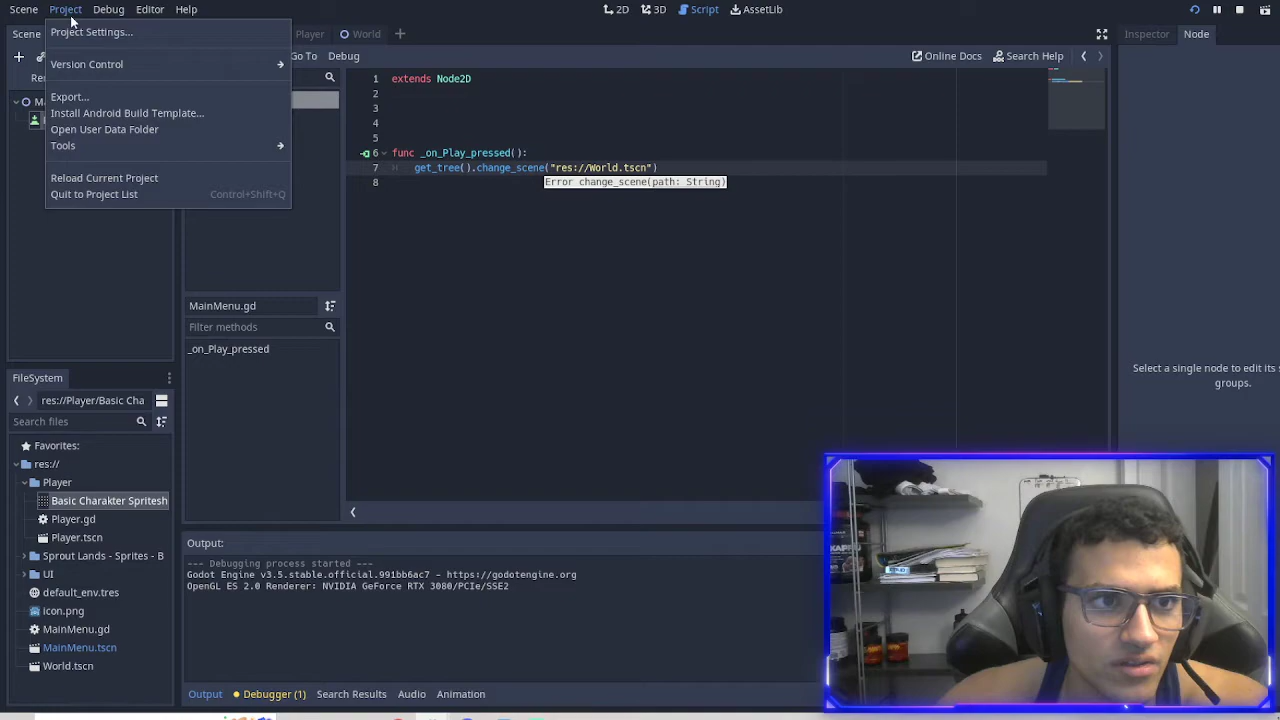 Scene Project Debug Editor Help 2D 3D Script AssetLib
Scene Player World Inspector Node
Project Settings...
Version Control
Export...
Install Android Build Template...
Open User Data Folder
Tools
Reload Current Project
Quit to Project List Control+Shift+Q
Go To Debug Online Docs Search Help
1 extends Node2D
2
3
4
5
6 func _on_Play_pressed():
7 get_tree().change_scene("res://World.tscn")
8
Error change_scene(path: String)
MainMenu.gd
Filter methods
_on_Play_pressed
Select a single node to edit its s
groups.
FileSystem
res://Player/Basic Cha
Search files
Favorites:
res://
Player
Basic Charakter Spritesh
Player.gd
Player.tscn
Sprout Lands - Sprites - B
UI
default_env.tres
icon.png
MainMenu.gd
MainMenu.tscn
World.tscn
Output:
--- Debugging process started ---
Godot Engine v3.5.stable.official.991bb6ac7 - https://godotengine.org
OpenGL ES 2.0 Renderer: NVIDIA GeForce RTX 3080/PCIe/SSE2
Output Debugger (1) Search Results Audio Animation